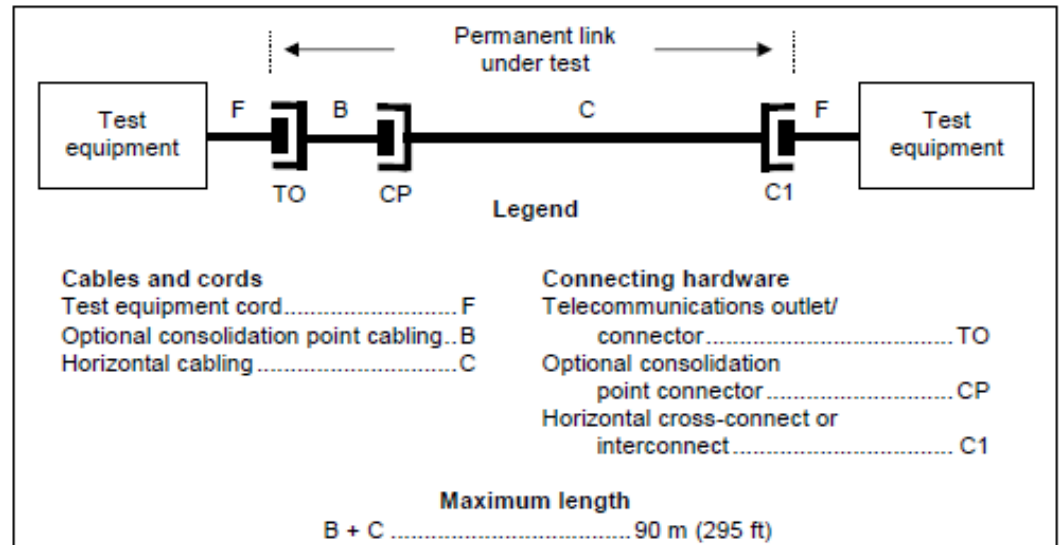 Permanent link
under test
Test
equipment
F
B
C
F
Test
equipment
TO
CP
C1
Legend
Cables and cords
Test equipment cord............................F
Optional consolidation point cabling..B
Horizontal cabling................................C
Connecting hardware
Telecommunications outlet/
connector.......................................TO
Optional consolidation
point connector.............................CP
Horizontal cross-connect or
interconnect................................... C1
Maximum length
B + C .....................................90 m (295 ft)